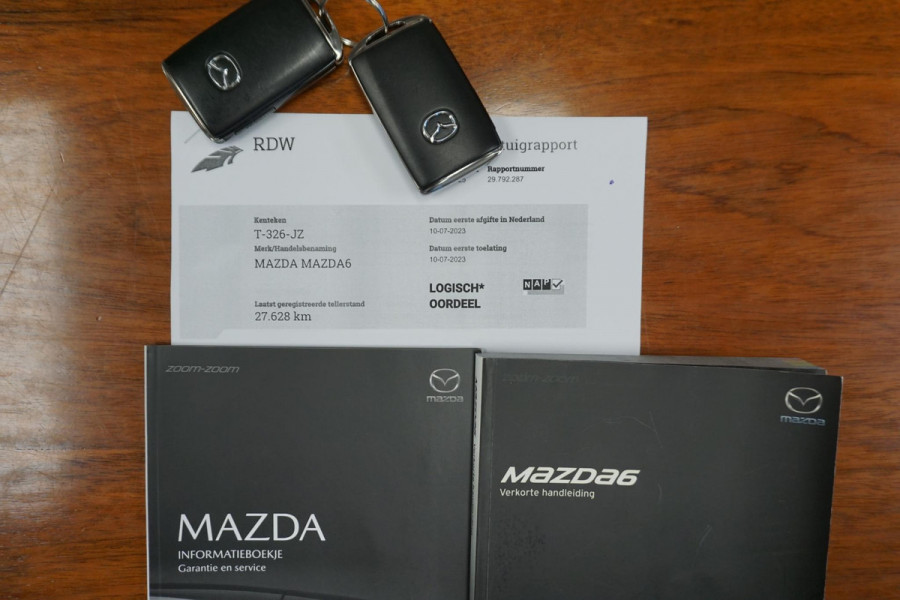 RDW
Rapportnummer
29.792.287
Kenteken
T-326-JZ
Merk/Handelsbenaming
MAZDA MAZDA6
Laatst geregistreerde tellerstand
27.628 km
Datum eerste afgifte in Nederland
10-07-2023
Datum eerste toelating
10-07-2023
LOGISCH*
OORDEEL
NAP
zoom-zoom
mazda
MAZDA
INFORMATIEBOEKJE
Garantie en service
zoom-zoom
mazda
mazda6
Verkorte handleiding